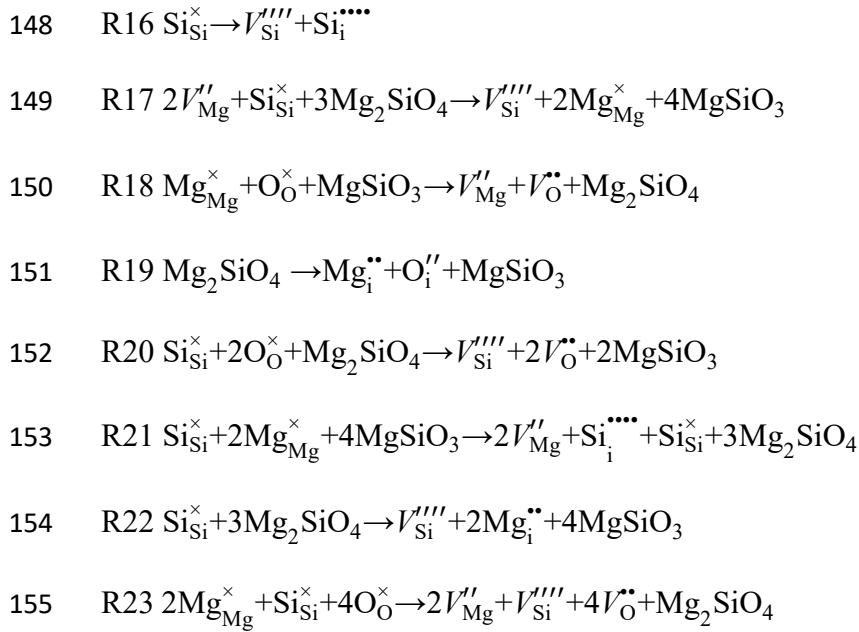 148 R16 Si_Si^× → V_Si'''' + Si_i^••••
149 R17 2V_Mg'' + Si_Si^× + 3Mg₂SiO₄ → V_Si'''' + 2Mg_Mg^× + 4MgSiO₃
150 R18 Mg_Mg^× + O_O^× + MgSiO₃ → V_Mg'' + V_O^•• + Mg₂SiO₄
151 R19 Mg₂SiO₄ → Mg_i^•• + O_i'' + MgSiO₃
152 R20 Si_Si^× + 2O_O^× + Mg₂SiO₄ → V_Si'''' + 2V_O^•• + 2MgSiO₃
153 R21 Si_Si^× + 2Mg_Mg^× + 4MgSiO₃ → 2V_Mg'' + Si_i^•••• + Si_Si^× + 3Mg₂SiO₄
154 R22 Si_Si^× + 3Mg₂SiO₄ → V_Si'''' + 2Mg_i^•• + 4MgSiO₃
155 R23 2Mg_Mg^× + Si_Si^× + 4O_O^× → 2V_Mg'' + V_Si'''' + 4V_O^•• + Mg₂SiO₄